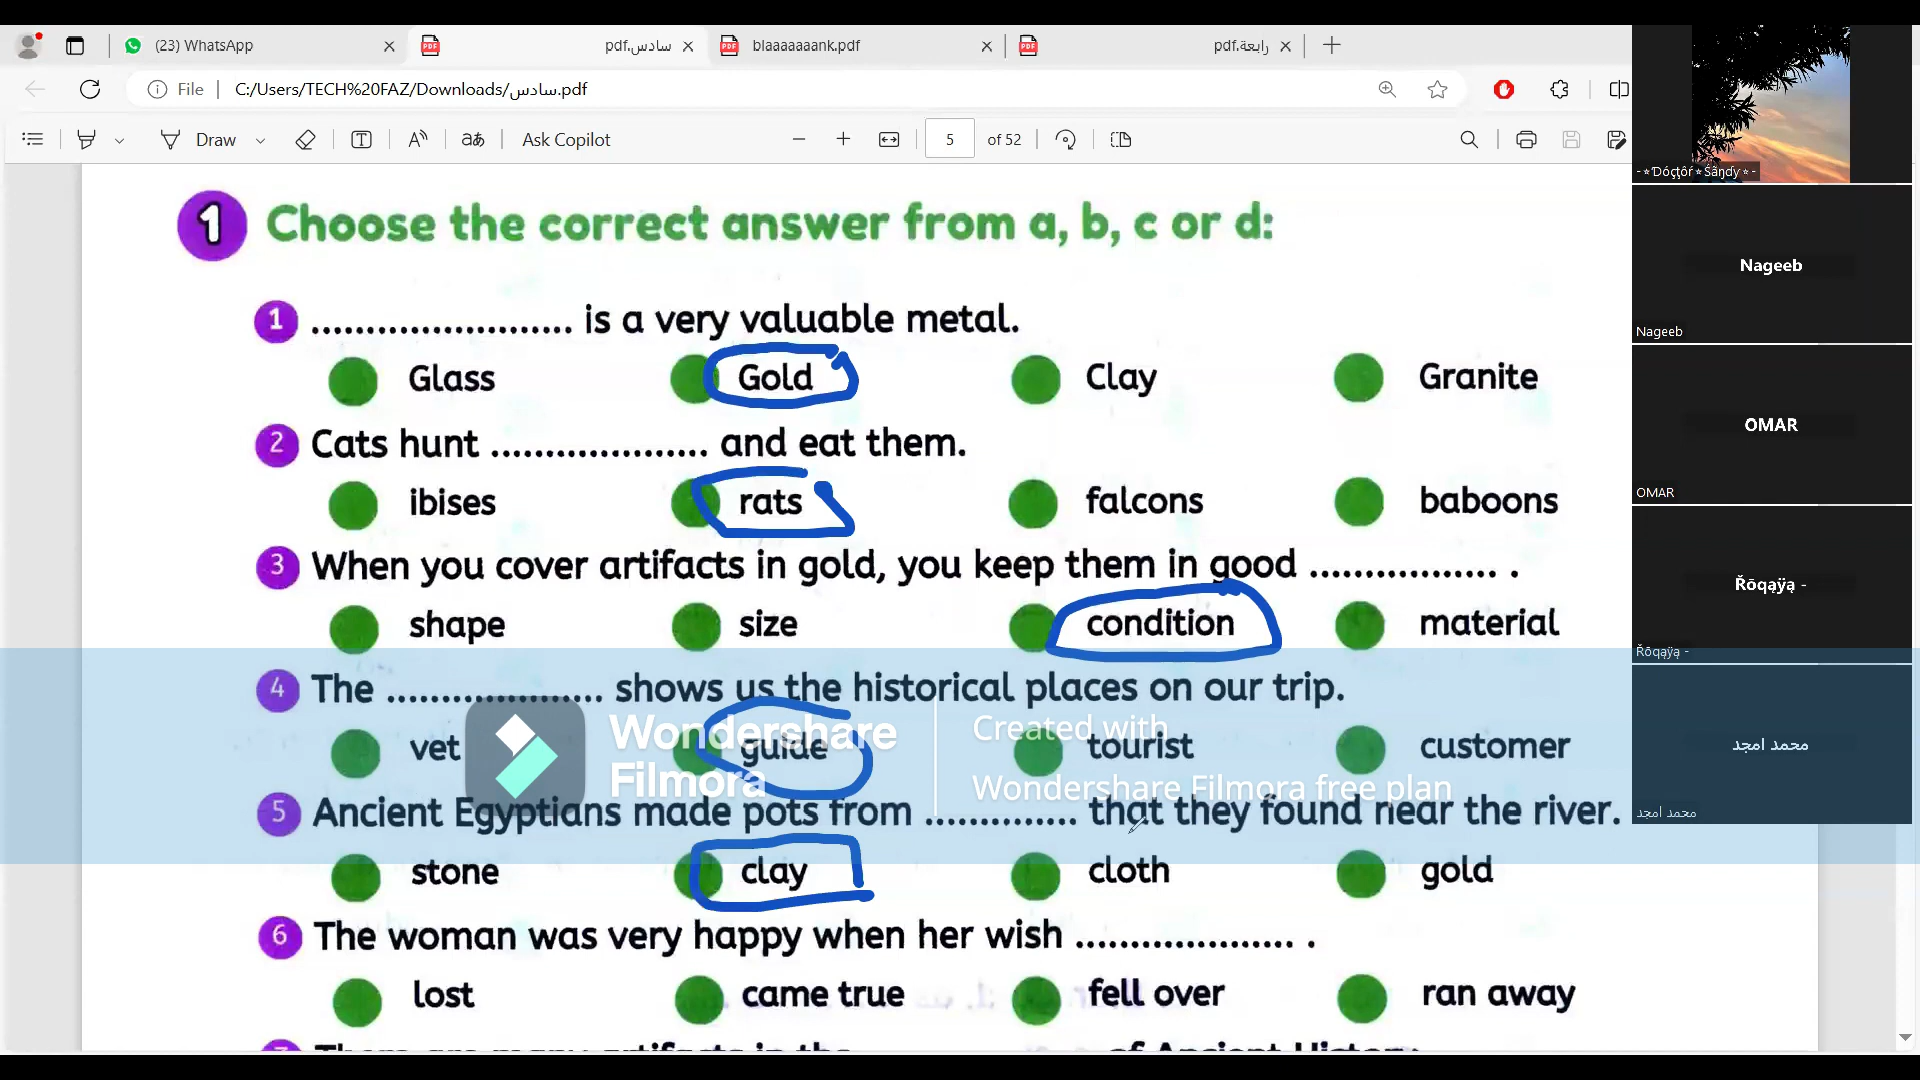 (23) WhatsApp
سادس.pdf
blaaaaaaank.pdf
رابعة.pdf
File
C:/Users/TECH%20FAZ/Downloads/سادس.pdf
Draw
Ask Copilot
5 of 52
1 Choose the correct answer from a, b, c or d:
1 ........................ is a very valuable metal.
Glass Gold Clay Granite
2 Cats hunt .................... and eat them.
ibises rats falcons baboons
3 When you cover artifacts in gold, you keep them in good ................. .
shape size condition material
4 The .................... shows us the historical places on our trip.
vet guide tourist customer
5 Ancient Egyptians made pots from .............. that they found near the river.
stone clay cloth gold
6 The woman was very happy when her wish .................... .
lost came true fell over ran away
Wondershare
Filmora
Created with
Wondershare Filmora free plan
Nageeb
Nageeb
OMAR
OMAR
Řōqąÿą -
Řōqąÿą -
محمد امجد
محمد امجد